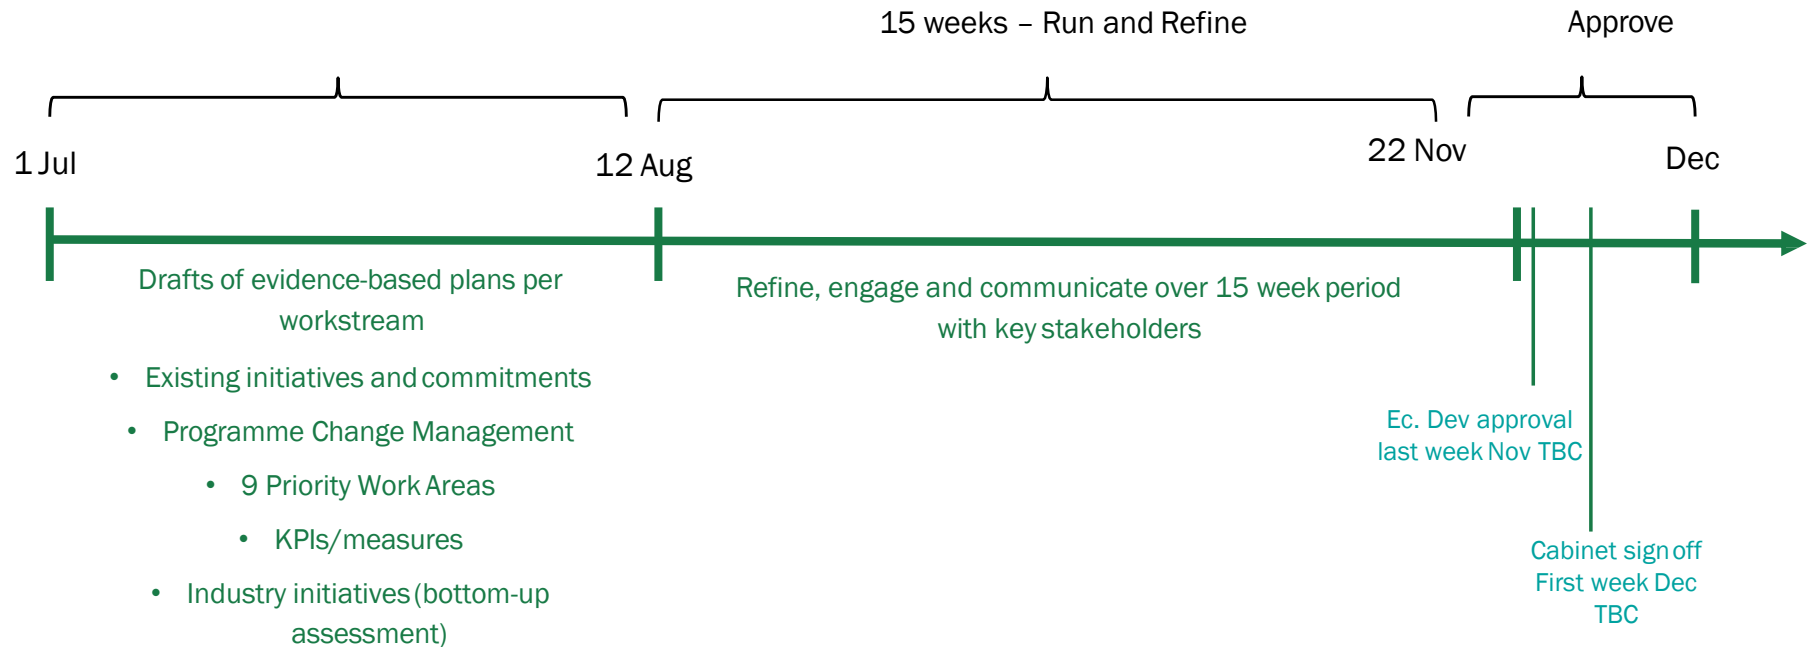 15 weeks – Run and Refine
Approve
1 Jul
12 Aug
22 Nov
Dec
Drafts of evidence-based plans per
workstream
• Existing initiatives and commitments
• Programme Change Management
• 9 Priority Work Areas
• KPIs/measures
• Industry initiatives (bottom-up
assessment)
Refine, engage and communicate over 15 week period
with key stakeholders
Ec. Dev approval
last week Nov TBC
Cabinet sign off
First week Dec
TBC